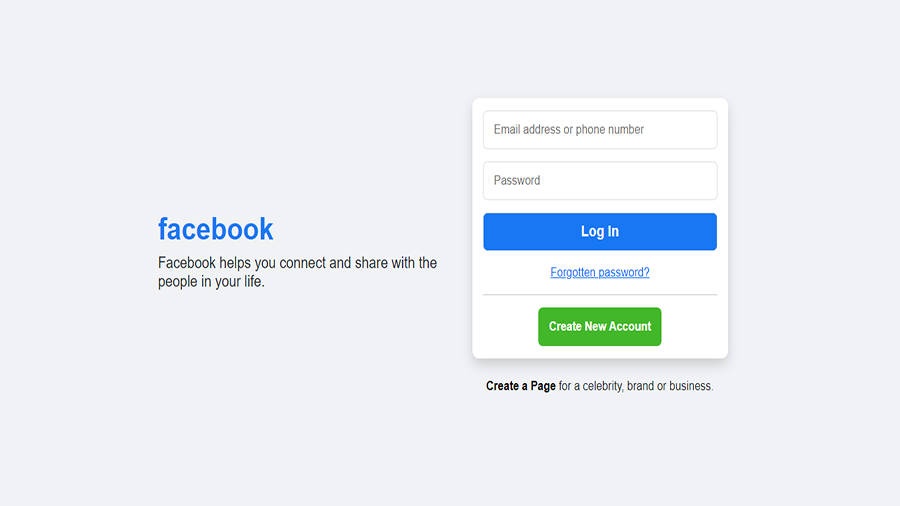 facebook
Facebook helps you connect and share with the
people in your life.
Email address or phone number
Password
Log In
Forgotten password?
Create New Account
Create a Page for a celebrity, brand or business.